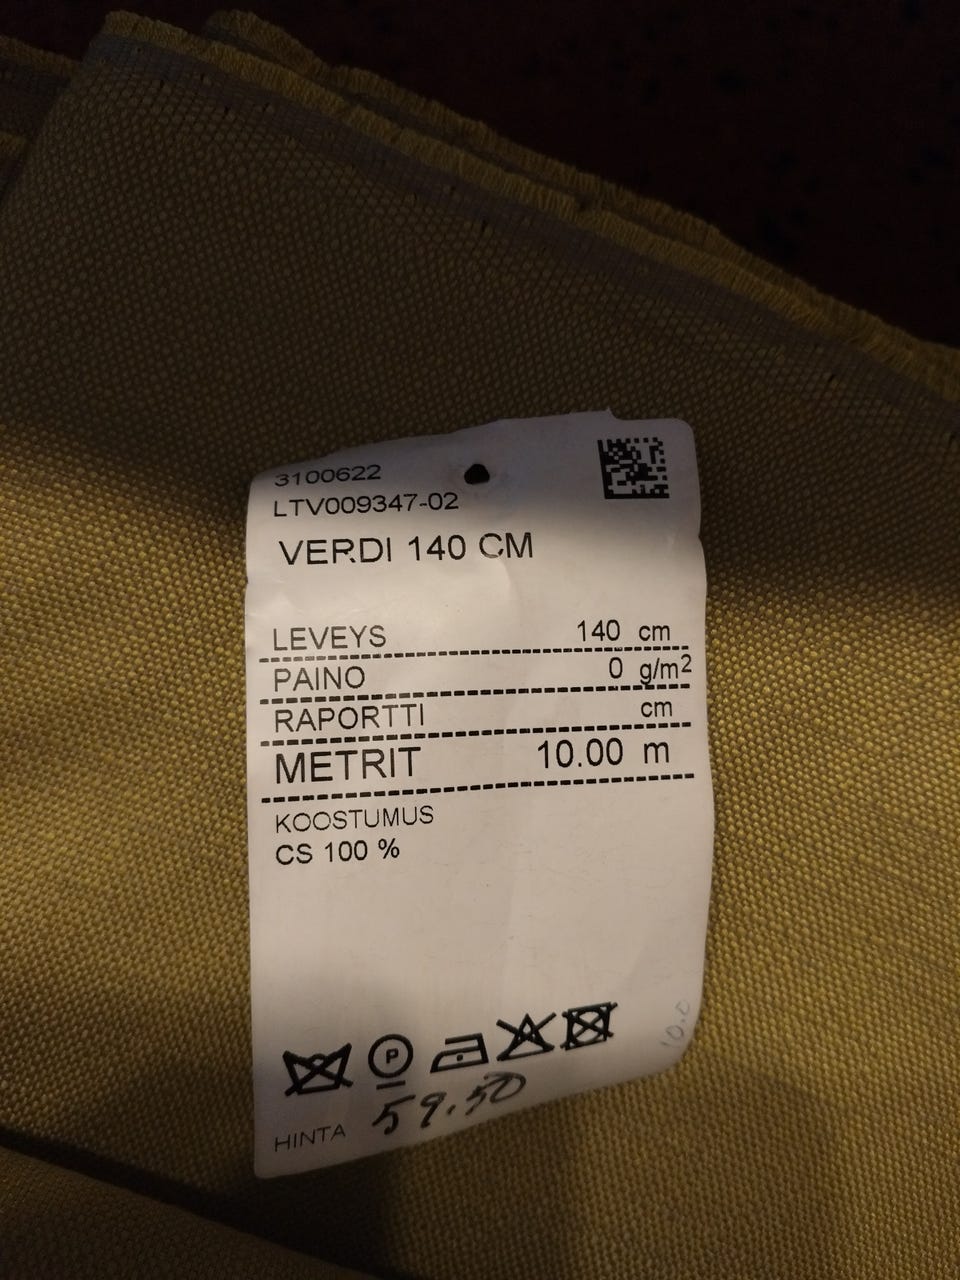 3100622
LTV009347-02
VERDI 140 CM
LEVEYS 140 cm
PAINO 0 g/m²
RAPORTTI cm
METRIT 10.00 m
KOOSTUMUS
CS 100 %
P
HINTA 59.50